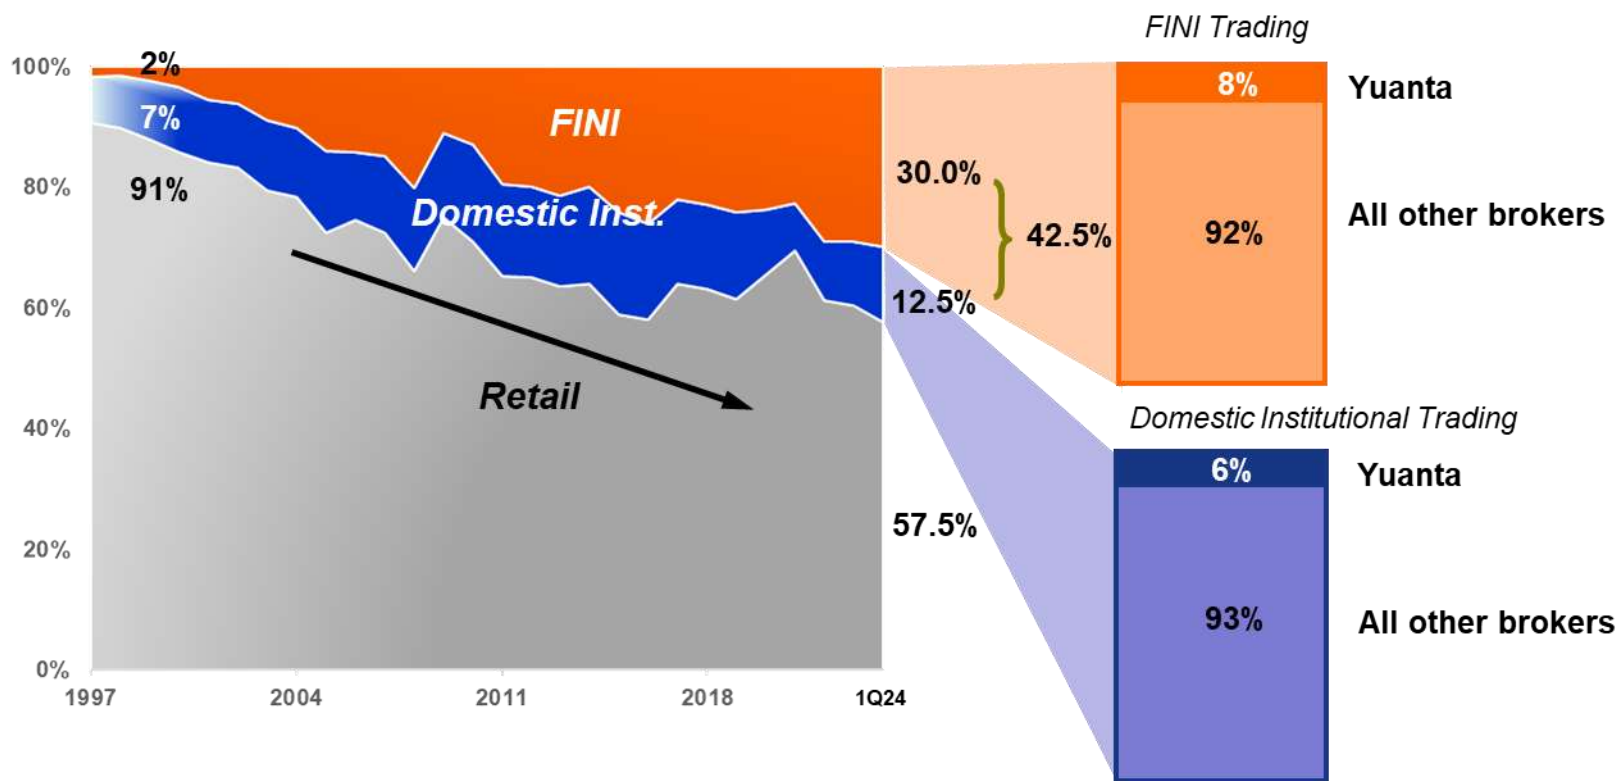 FINI Trading
100%
2%
8%
Yuanta
7%
FINI
30.0%
91%
80%
Domestic Inst.
42.5%
92%
All other brokers
12.5%
60%
Retail
40%
Domestic Institutional Trading
6%
Yuanta
57.5%
20%
93%
All other brokers
0%
1997
2004
2011
2018
1Q24